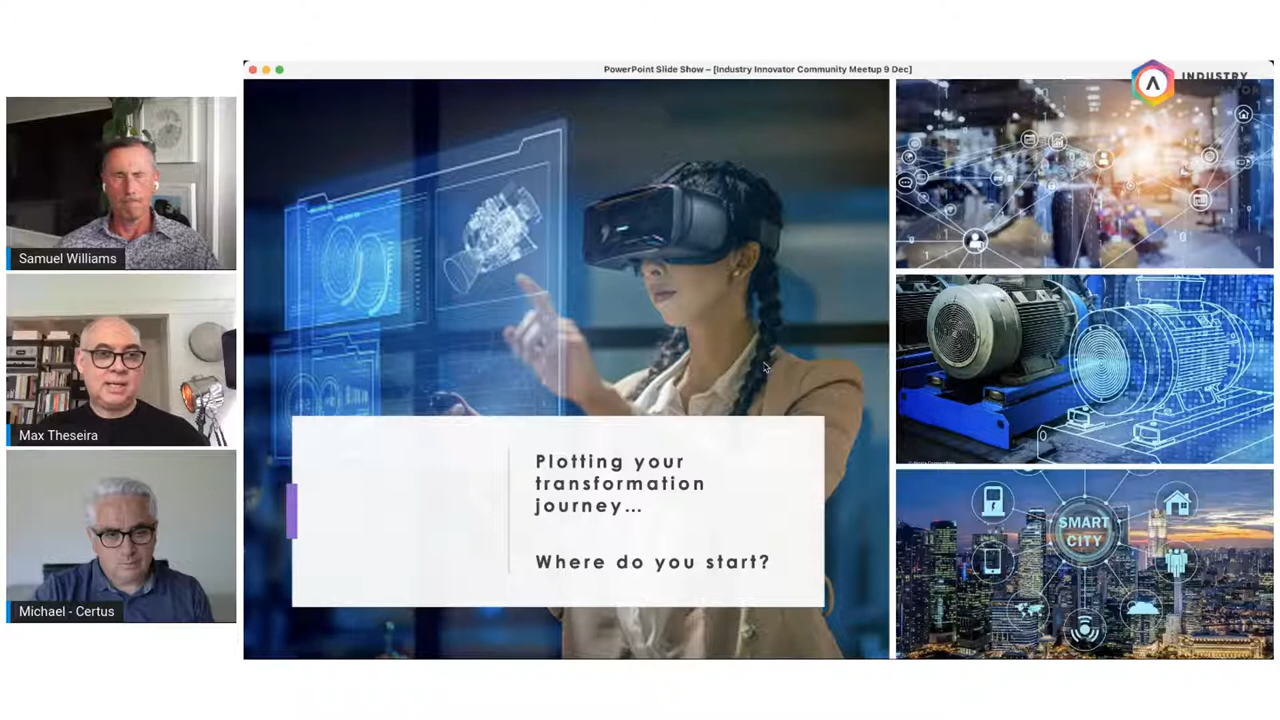 PowerPoint Slide Show – [Industry Innovator Community Meetup 9 Dec]
INDUSTRY
Samuel Williams
Max Theseira
Michael - Certus
Plotting your
transformation
journey...
Where do you start?
SMART
CITY